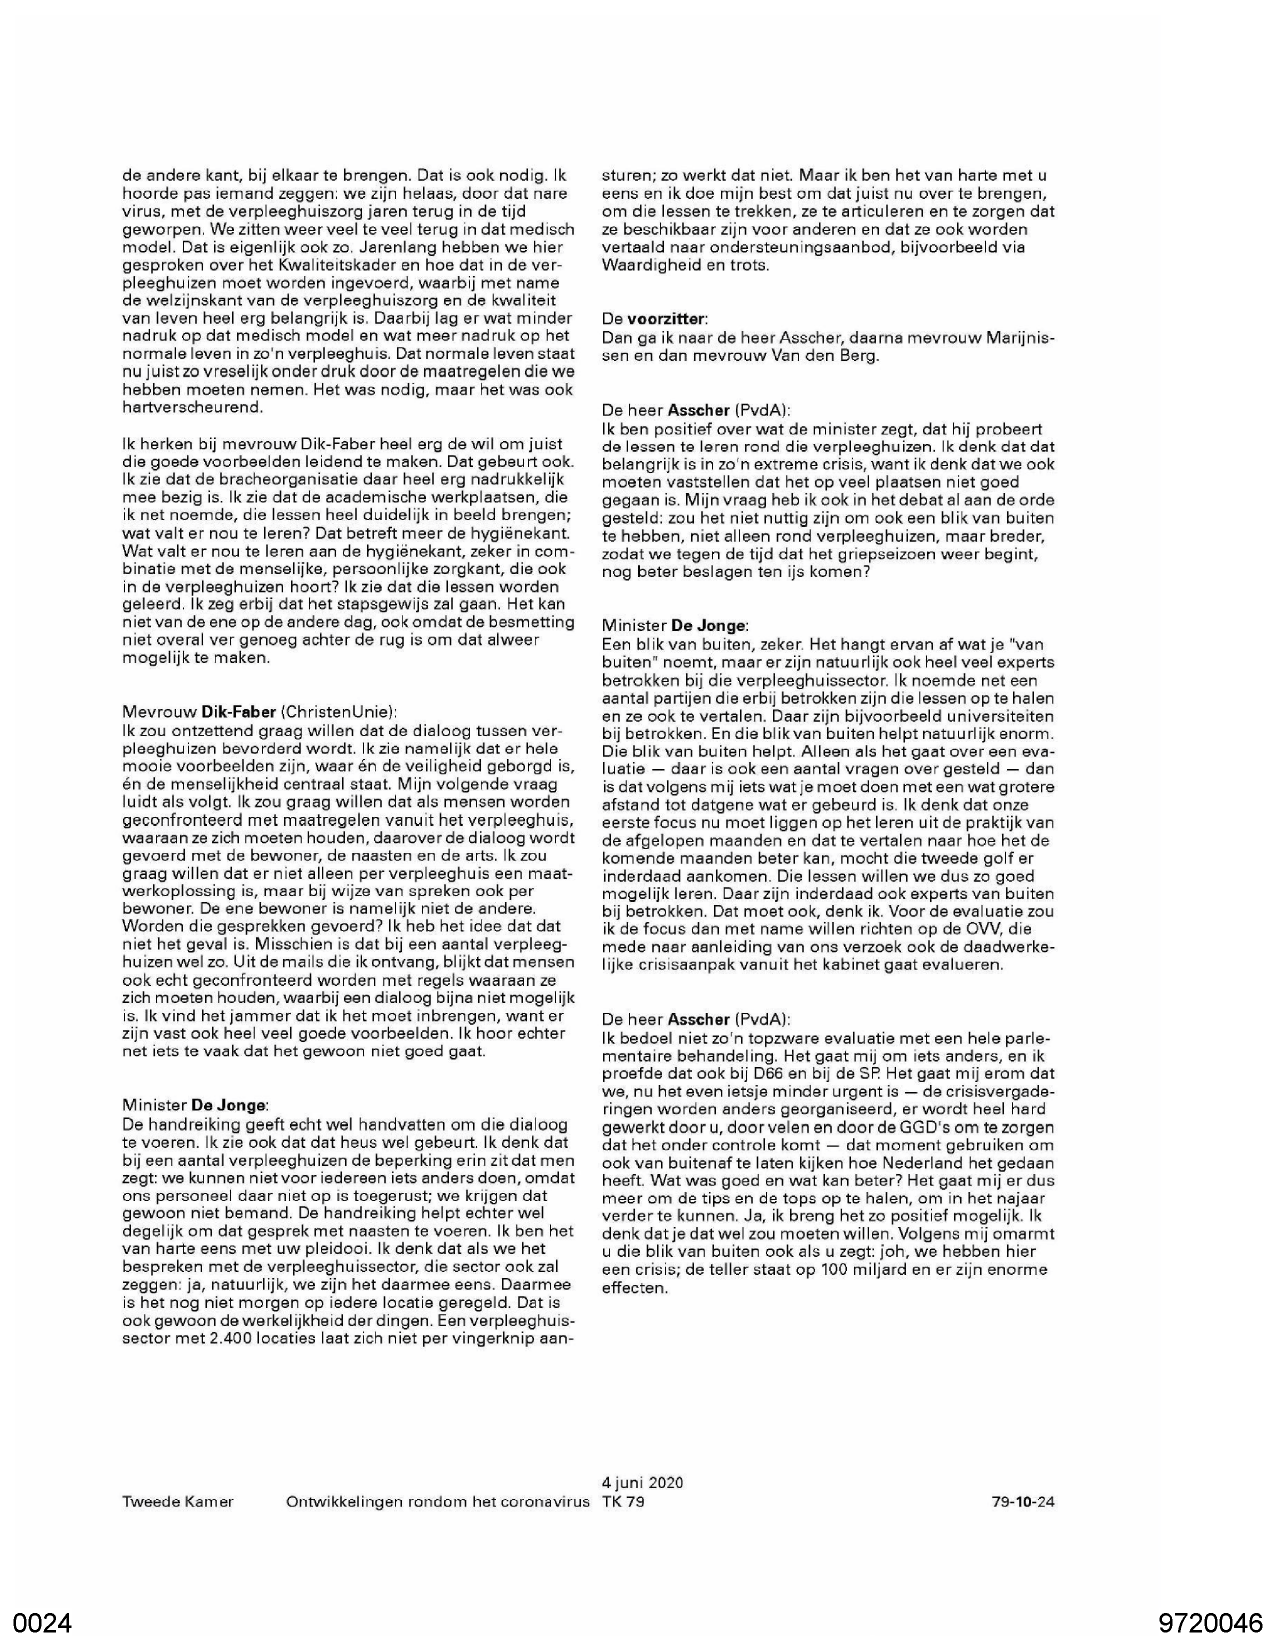 de andere kant, bij elkaar te brengen. Dat is ook nodig. Ik
hoorde pas iemand zeggen: we zijn helaas, door dat nare
virus, met de verpleeghuiszorg jaren terug in de tijd
geworpen. We zitten weer veel te veel terug in dat medisch
model. Dat is eigenlijk ook zo. Jarenlang hebben we hier
gesproken over het Kwaliteitskader en hoe dat in de ver-
pleeghuizen moet worden ingevoerd, waarbij met name
de welzijnskant van de verpleeghuiszorg en de kwaliteit
van leven heel erg belangrijk is. Daarbij lag er wat minder
nadruk op dat medisch model en wat meer nadruk op het
normale leven in zo'n verpleeghuis. Dat normale leven staat
nu juist zo vreselijk onder druk door de maatregelen die we
hebben moeten nemen. Het was nodig, maar het was ook
hartverscheurend.
Ik herken bij mevrouw Dik-Faber heel erg de wil om juist
die goede voorbeelden leidend te maken. Dat gebeurt ook.
Ik zie dat de bracheorganisatie daar heel erg nadrukkelijk
mee bezig is. Ik zie dat de academische werkplaatsen, die
ik net noemde, die lessen heel duidelijk in beeld brengen;
wat valt er nou te leren? Dat betreft meer de hygiënekant.
Wat valt er nou te leren aan de hygiënekant, zeker in com-
binatie met de menselijke, persoonlijke zorgkant, die ook
in de verpleeghuizen hoort? Ik zie dat die lessen worden
geleerd. Ik zeg erbij dat het stapsgewijs zal gaan. Het kan
niet van de ene op de andere dag, ook omdat de besmetting
niet overal ver genoeg achter de rug is om dat alweer
mogelijk te maken.
Mevrouw Dik-Faber (ChristenUnie):
Ik zou ontzettend graag willen dat de dialoog tussen ver-
pleeghuizen bevorderd wordt. Ik zie namelijk dat er hele
mooie voorbeelden zijn, waar én de veiligheid geborgd is,
én de menselijkheid centraal staat. Mijn volgende vraag
luidt als volgt. Ik zou graag willen dat als mensen worden
geconfronteerd met maatregelen vanuit het verpleeghuis,
waaraan ze zich moeten houden, daarover de dialoog wordt
gevoerd met de bewoner, de naasten en de arts. Ik zou
graag willen dat er niet alleen per verpleeghuis een maat-
werkoplossing is, maar bij wijze van spreken ook per
bewoner. De ene bewoner is namelijk niet de andere.
Worden die gesprekken gevoerd? Ik heb het idee dat dat
niet het geval is. Misschien is dat bij een aantal verpleeg-
huizen wel zo. Uit de mails die ik ontvang, blijkt dat mensen
ook echt geconfronteerd worden met regels waaraan ze
zich moeten houden, waarbij een dialoog bijna niet mogelijk
is. Ik vind het jammer dat ik het moet inbrengen, want er
zijn vast ook heel veel goede voorbeelden. Ik hoor echter
net iets te vaak dat het gewoon niet goed gaat.
Minister De Jonge:
De handreiking geeft echt wel handvatten om die dialoog
te voeren. Ik zie ook dat dat heus wel gebeurt. Ik denk dat
bij een aantal verpleeghuizen de beperking erin zit dat men
zegt: we kunnen niet voor iedereen iets anders doen, omdat
ons personeel daar niet op is toegerust; we krijgen dat
gewoon niet bemand. De handreiking helpt echter wel
degelijk om dat gesprek met naasten te voeren. Ik ben het
van harte eens met uw pleidooi. Ik denk dat als we het
bespreken met de verpleeghuissector, die sector ook zal
zeggen: ja, natuurlijk, we zijn het daarmee eens. Daarmee
is het nog niet morgen op iedere locatie geregeld. Dat is
ook gewoon de werkelijkheid der dingen. Een verpleeghuis-
sector met 2.400 locaties laat zich niet per vingerknip aan-
sturen; zo werkt dat niet. Maar ik ben het van harte met u
eens en ik doe mijn best om dat juist nu over te brengen,
om die lessen te trekken, ze te articuleren en te zorgen dat
ze beschikbaar zijn voor anderen en dat ze ook worden
vertaald naar ondersteuningsaanbod, bijvoorbeeld via
Waardigheid en trots.
De voorzitter:
Dan ga ik naar de heer Asscher, daarna mevrouw Marijnis-
sen en dan mevrouw Van den Berg.
De heer Asscher (PvdA):
Ik ben positief over wat de minister zegt, dat hij probeert
de lessen te leren rond die verpleeghuizen. Ik denk dat dat
belangrijk is in zo'n extreme crisis, want ik denk dat we ook
moeten vaststellen dat het op veel plaatsen niet goed
gegaan is. Mijn vraag heb ik ook in het debat al aan de orde
gesteld: zou het niet nuttig zijn om ook een blik van buiten
te hebben, niet alleen rond verpleeghuizen, maar breder,
zodat we tegen de tijd dat het griepseizoen weer begint,
nog beter beslagen ten ijs komen?
Minister De Jonge:
Een blik van buiten, zeker. Het hangt ervan af wat je "van
buiten" noemt, maar er zijn natuurlijk ook heel veel experts
betrokken bij die verpleeghuissector. Ik noemde net een
aantal partijen die erbij betrokken zijn die lessen op te halen
en ze ook te vertalen. Daar zijn bijvoorbeeld universiteiten
bij betrokken. En die blik van buiten helpt natuurlijk enorm.
Die blik van buiten helpt. Alleen als het gaat over een eva-
luatie — daar is ook een aantal vragen over gesteld — dan
is dat volgens mij iets wat je moet doen met een wat grotere
afstand tot datgene wat er gebeurd is. Ik denk dat onze
eerste focus nu moet liggen op het leren uit de praktijk van
de afgelopen maanden en dat te vertalen naar hoe het de
komende maanden beter kan, mocht die tweede golf er
inderdaad aankomen. Die lessen willen we dus zo goed
mogelijk leren. Daar zijn inderdaad ook experts van buiten
bij betrokken. Dat moet ook, denk ik. Voor de evaluatie zou
ik de focus dan met name willen richten op de OVV, die
mede naar aanleiding van ons verzoek ook de daadwerke-
lijke crisisaanpak vanuit het kabinet gaat evalueren.
De heer Asscher (PvdA):
Ik bedoel niet zo'n topzware evaluatie met een hele parle-
mentaire behandeling. Het gaat mij om iets anders, en ik
proefde dat ook bij D66 en bij de SP. Het gaat mij erom dat
we, nu het even ietsje minder urgent is — de crisisvergade-
ringen worden anders georganiseerd, er wordt heel hard
gewerkt door u, door velen en door de GGD's om te zorgen
dat het onder controle komt — dat moment gebruiken om
ook van buitenaf te laten kijken hoe Nederland het gedaan
heeft. Wat was goed en wat kan beter? Het gaat mij er dus
meer om de tips en de tops op te halen, om in het najaar
verder te kunnen. Ja, ik breng het zo positief mogelijk. Ik
denk dat je dat wel zou moeten willen. Volgens mij omarmt
u die blik van buiten ook als u zegt: joh, we hebben hier
een crisis; de teller staat op 100 miljard en er zijn enorme
effecten.
4 juni 2020
Tweede Kamer Ontwikkelingen rondom het coronavirus TK 79 79-10-24
0024 9720046